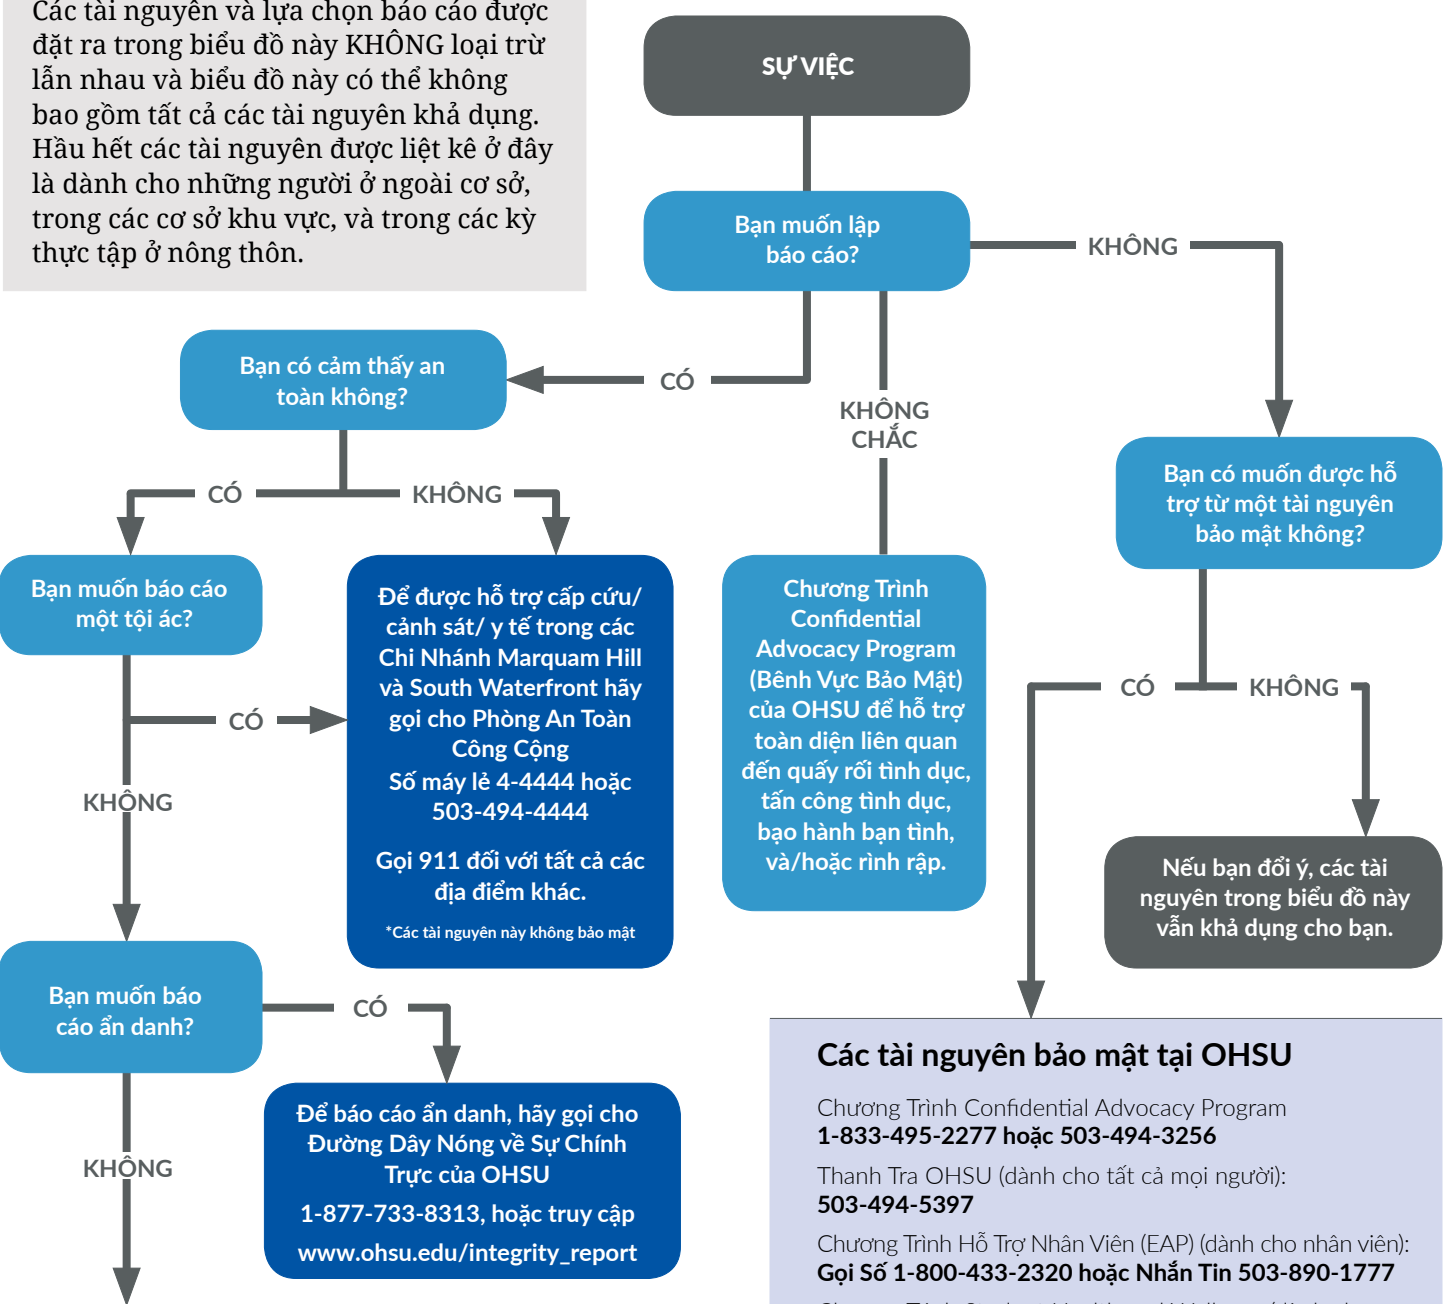 Các tài nguyên và lựa chọn báo cáo được
đặt ra trong biểu đồ này KHÔNG loại trừ
lẫn nhau và biểu đồ này có thể không
bao gồm tất cả các tài nguyên khả dụng.
Hầu hết các tài nguyên được liệt kê ở đây
là dành cho những người ở ngoài cơ sở,
trong các cơ sở khu vực, và trong các kỳ
thực tập ở nông thôn.
SỰ VIỆC
Bạn muốn lập
báo cáo?
KHÔNG
CÓ
KHÔNG
CHẮC
Bạn có cảm thấy an
toàn không?
CÓ
KHÔNG
Bạn có muốn được hỗ
trợ từ một tài nguyên
bảo mật không?
Bạn muốn báo cáo
một tội ác?
CÓ
KHÔNG
Để được hỗ trợ cấp cứu/
cảnh sát/ y tế trong các
Chi Nhánh Marquam Hill
và South Waterfront hãy
gọi cho Phòng An Toàn
Công Cộng
Số máy lẻ 4-4444 hoặc
503-494-4444
Gọi 911 đối với tất cả các
địa điểm khác.
*Các tài nguyên này không bảo mật
Chương Trình
Confidential
Advocacy Program
(Bênh Vực Bảo Mật)
của OHSU để hỗ trợ
toàn diện liên quan
đến quấy rối tình dục,
tấn công tình dục,
bạo hành bạn tình,
và/hoặc rình rập.
CÓ
KHÔNG
Nếu bạn đổi ý, các tài
nguyên trong biểu đồ này
vẫn khả dụng cho bạn.
Bạn muốn báo
cáo ẩn danh?
CÓ
KHÔNG
Để báo cáo ẩn danh, hãy gọi cho
Đường Dây Nóng về Sự Chính
Trực của OHSU
1-877-733-8313, hoặc truy cập
www.ohsu.edu/integrity_report
Các tài nguyên bảo mật tại OHSU
Chương Trình Confidential Advocacy Program
1-833-495-2277 hoặc 503-494-3256
Thanh Tra OHSU (dành cho tất cả mọi người):
503-494-5397
Chương Trình Hỗ Trợ Nhân Viên (EAP) (dành cho nhân viên):
Gọi Số 1-800-433-2320 hoặc Nhắn Tin 503-890-1777